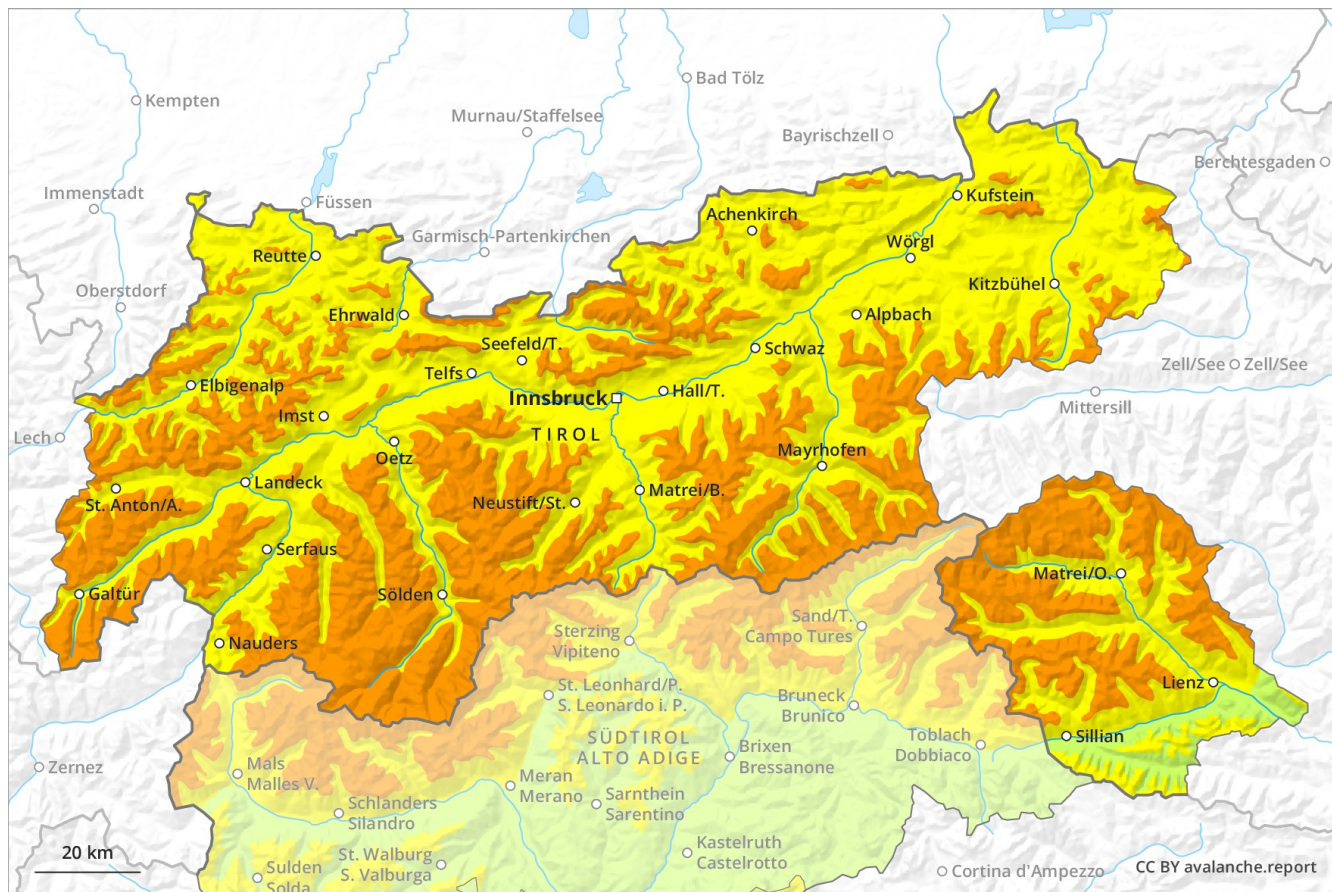 Bad Tölz
Kempten
Murnau/Staffelsee
Bayrischzell
Berchtesgaden
Immenstadt
Füssen
Kufstein
Achenkirch
Garmisch-Partenkirchen
Wörgl
Reutte
Oberstdorf
Kitzbühel
Ehrwald
Alpbach
Seefeld/T.
Schwaz
Zell/See
Zell/See
Telfs
Elbigenalp
Hall/T.
Innsbruck
Mittersill
Imst
TIROL
Lech
Oetz
Mayrhofen
Landeck
Matrei/B.
St. Anton/A.
Neustift/St.
Serfaus
Matrei/O.
Galtür
Sölden
Sand/T.
Campo Tures
Sterzing
Vipiteno
Nauders
Lienz
St. Leonhard/P.
S. Leonardo i. P.
Bruneck
Brunico
SÜDTIROL
ALTO ADIGE
Toblach
Dobbiaco
Sillian
Brixen
Bressanone
Zernez
Mals
Malles V.
Meran
Merano
Sarnthein
Sarentino
Schlanders
Silandro
Kastelruth
Castelrotto
20 km
St. Walburg
S. Valburga
Sulden
Solda
Cortina d'Ampezzo
CC BY avalanche.report